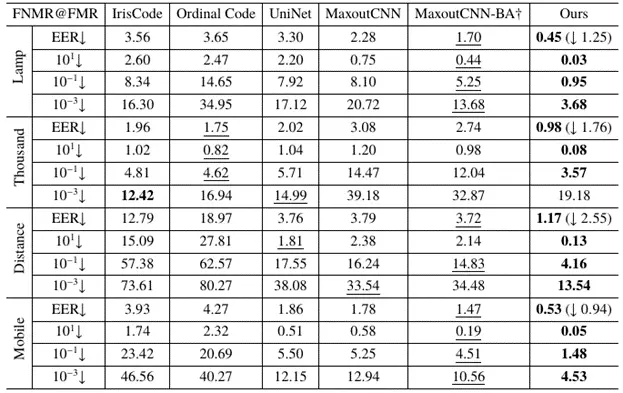 FNMR@FMR IrisCode Ordinal Code UniNet MaxoutCNN MaxoutCNN-BA† Ours
Lamp
EER↓ 3.56 3.65 3.30 2.28 1.70 0.45 (↓ 1.25)
10¹↓ 2.60 2.47 2.20 0.75 0.44 0.03
10⁻¹↓ 8.34 14.65 7.92 8.10 5.25 0.95
10⁻³↓ 16.30 34.95 17.12 20.72 13.68 3.68
Thousand
EER↓ 1.96 1.75 2.02 3.08 2.74 0.98 (↓ 1.76)
10¹↓ 1.02 0.82 1.04 1.20 0.98 0.08
10⁻¹↓ 4.81 4.62 5.71 14.47 12.04 3.57
10⁻³↓ 12.42 16.94 14.99 39.18 32.87 19.18
Distance
EER↓ 12.79 18.97 3.76 3.79 3.72 1.17 (↓ 2.55)
10¹↓ 15.09 27.81 1.81 2.38 2.14 0.13
10⁻¹↓ 57.38 62.57 17.55 16.24 14.83 4.16
10⁻³↓ 73.61 80.27 38.08 33.54 34.48 13.54
Mobile
EER↓ 3.93 4.27 1.86 1.78 1.47 0.53 (↓ 0.94)
10¹↓ 1.74 2.32 0.51 0.58 0.19 0.05
10⁻¹↓ 23.42 20.69 5.50 5.25 4.51 1.48
10⁻³↓ 46.56 40.27 12.15 12.94 10.56 4.53